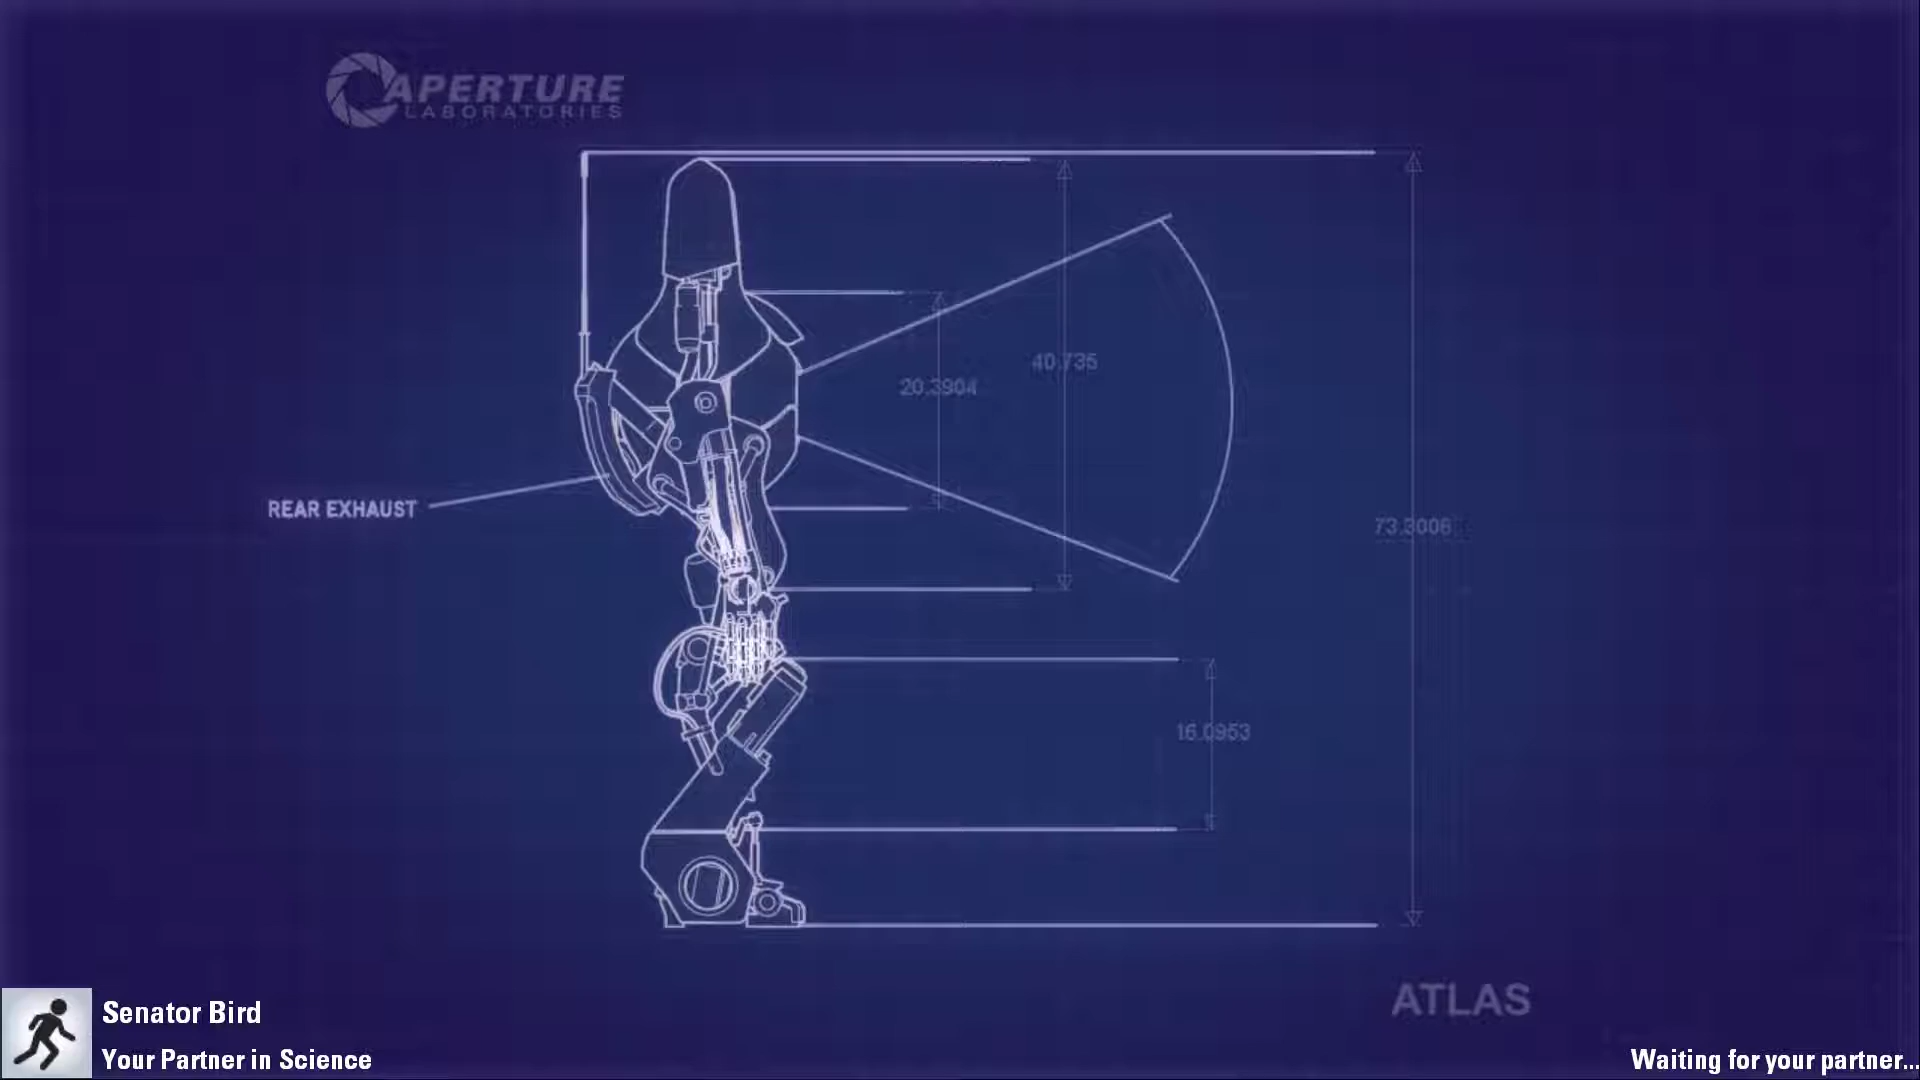 APERTURE
LABORATORIES
40.735
20.3904
REAR EXHAUST
73.3006
16.0953
ATLAS
Senator Bird
Your Partner in Science
Waiting for your partner...